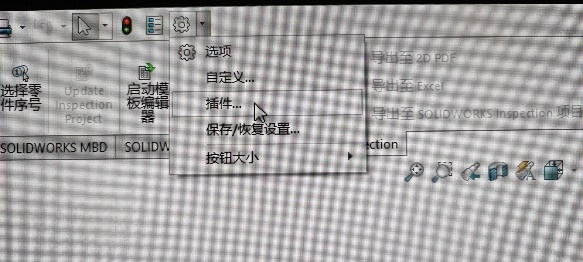 选项
自定义...
插件...
保存/恢复设置...
按钮大小
选择零
件序号
Update
Inspection
Project
启动模
板编辑
器
导出至 2D PDF
导出至 Excel
导出至 SOLIDWORKS Inspection 项目
SOLIDWORKS MBD
SOLIDW
ction